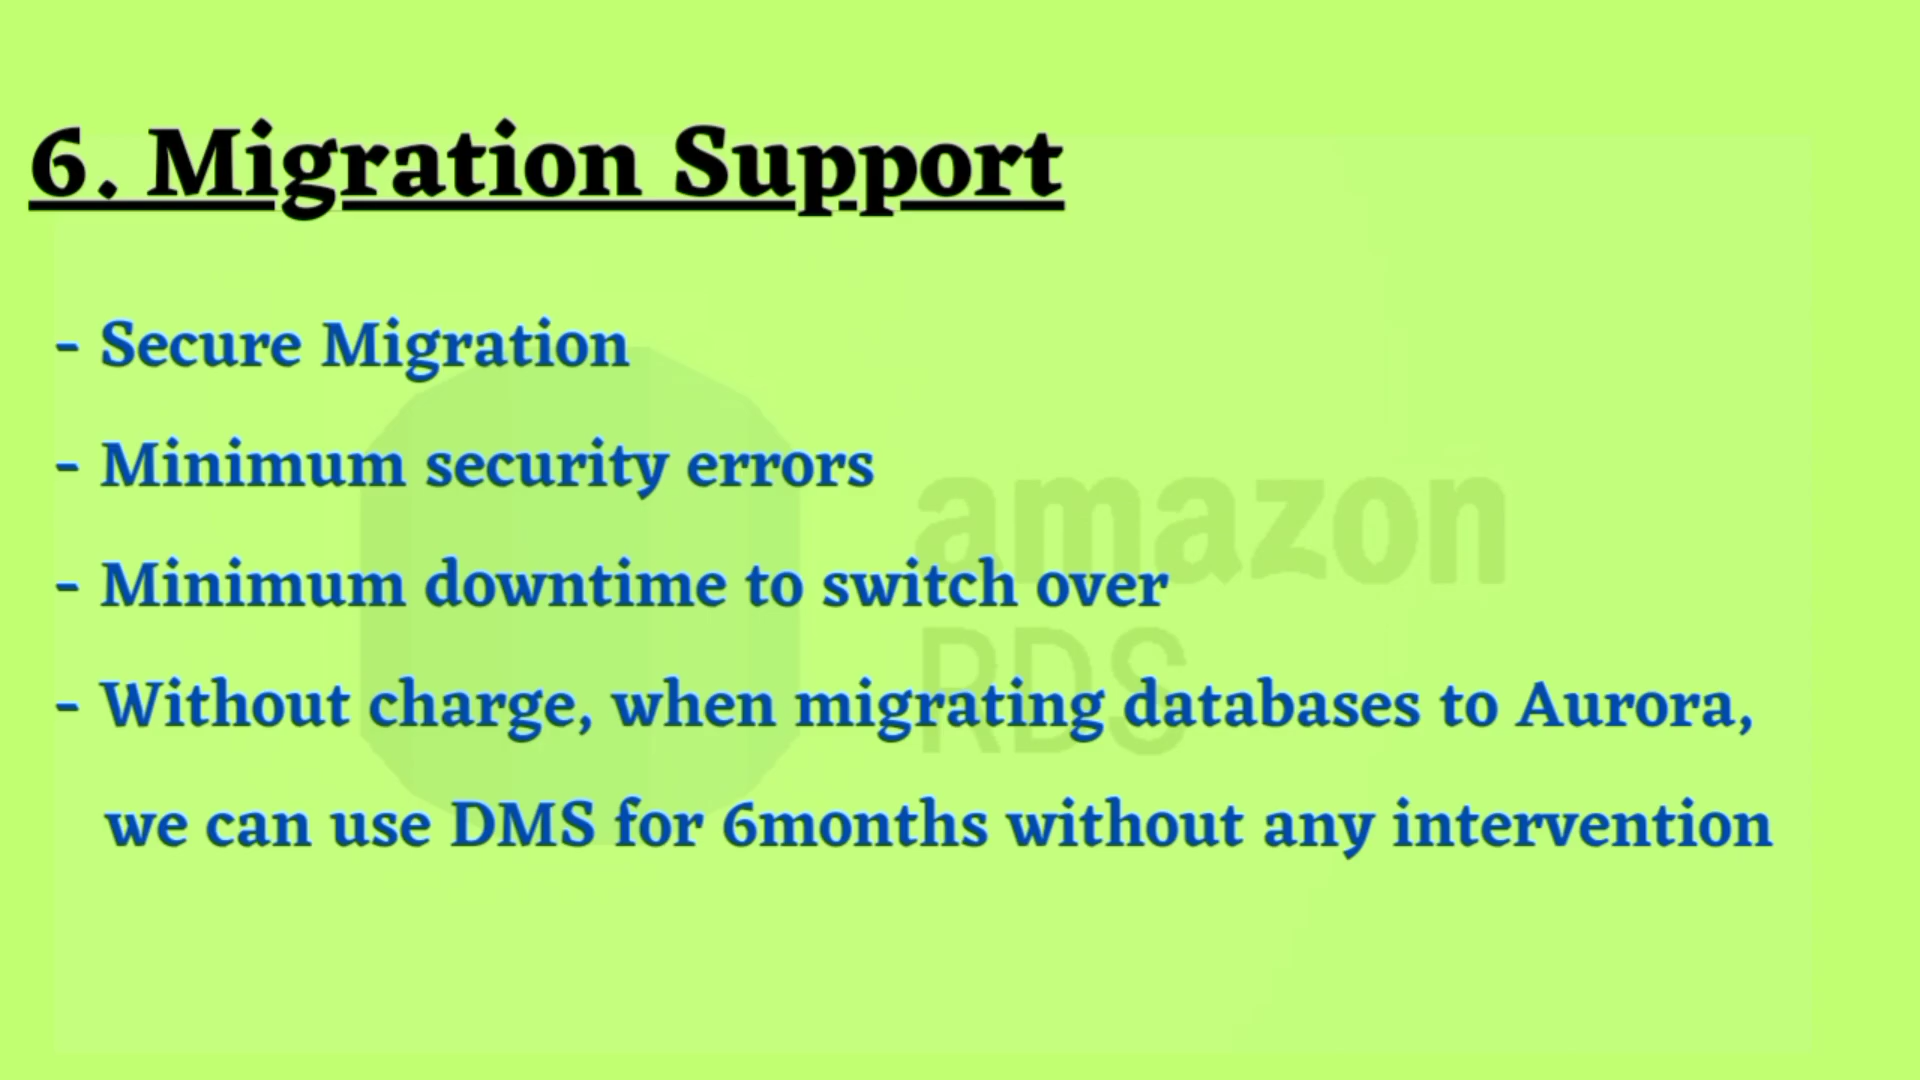 6. Migration Support
- Secure Migration
- Minimum security errors
amazon
- Minimum downtime to switch over
RDS
- Without charge, when migrating databases to Aurora,
we can use DMS for 6months without any intervention